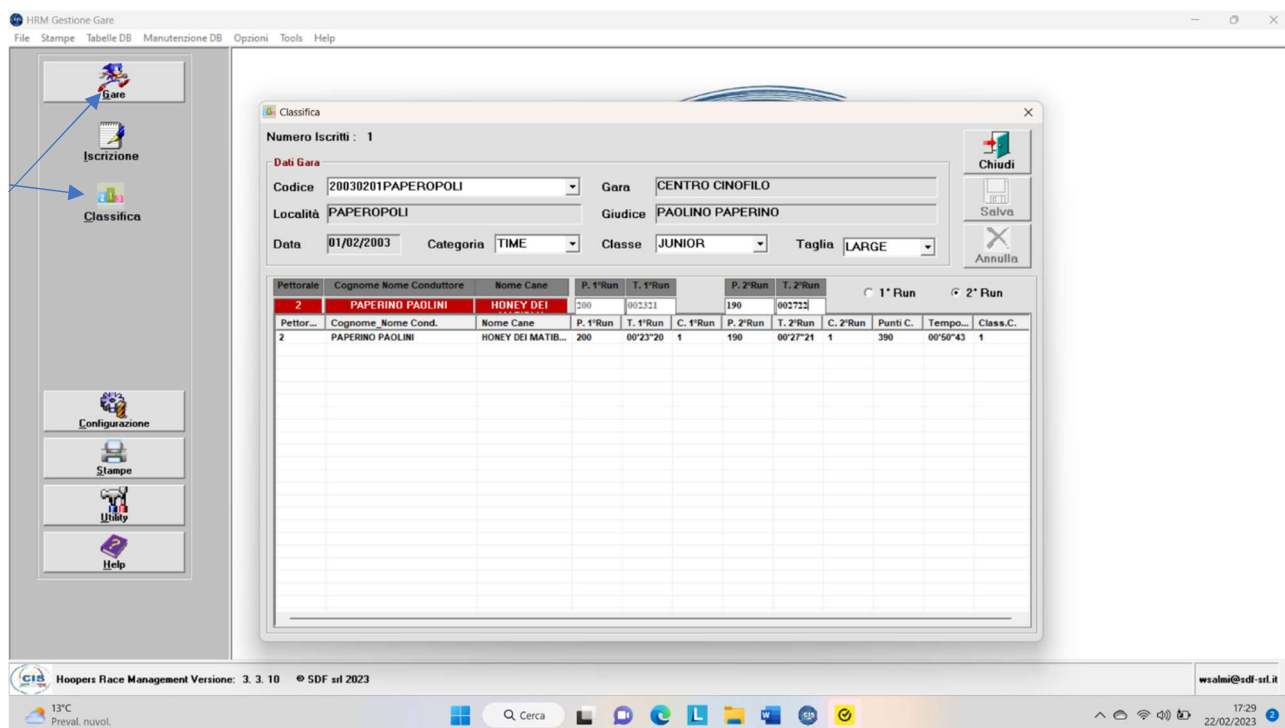 HRM Gestione Gare
File Stampe Tabelle DB Manutenzione DB Opzioni Tools Help
Gare
Iscrizione
Classifica
Configurazione
Stampe
Utility
Help
Classifica
Numero Iscritti : 1
Chiudi
Salva
Annulla
Dati Gara
Codice 20030201PAPEROPOLI Gara CENTRO CINOFILO
Località PAPEROPOLI Giudice PAOLINO PAPERINO
Data 01/02/2003 Categoria TIME Classe JUNIOR Taglia LARGE
Pettorale Cognome Nome Conduttore Nome Cane P. 1°Run T. 1°Run P. 2°Run T. 2°Run 1° Run 2° Run
2 PAPERINO PAOLINI HONEY DEI 200 002321 190 002722
Pettor... Cognome_Nome Cond. Nome Cane P. 1°Run T. 1°Run C. 1°Run P. 2°Run T. 2°Run C. 2°Run Punti C. Tempo... Class.C.
2 PAPERINO PAOLINI HONEY DEI MATIB... 200 00'23"20 1 190 00'27"21 1 390 00'50"43 1
CIS Hoopers Race Management Versione: 3. 3. 10 © SDF srl 2023 wsalmi@sdf-srl.it
13°C
Preval. nuvol.
Cerca
17:29
22/02/2023
2